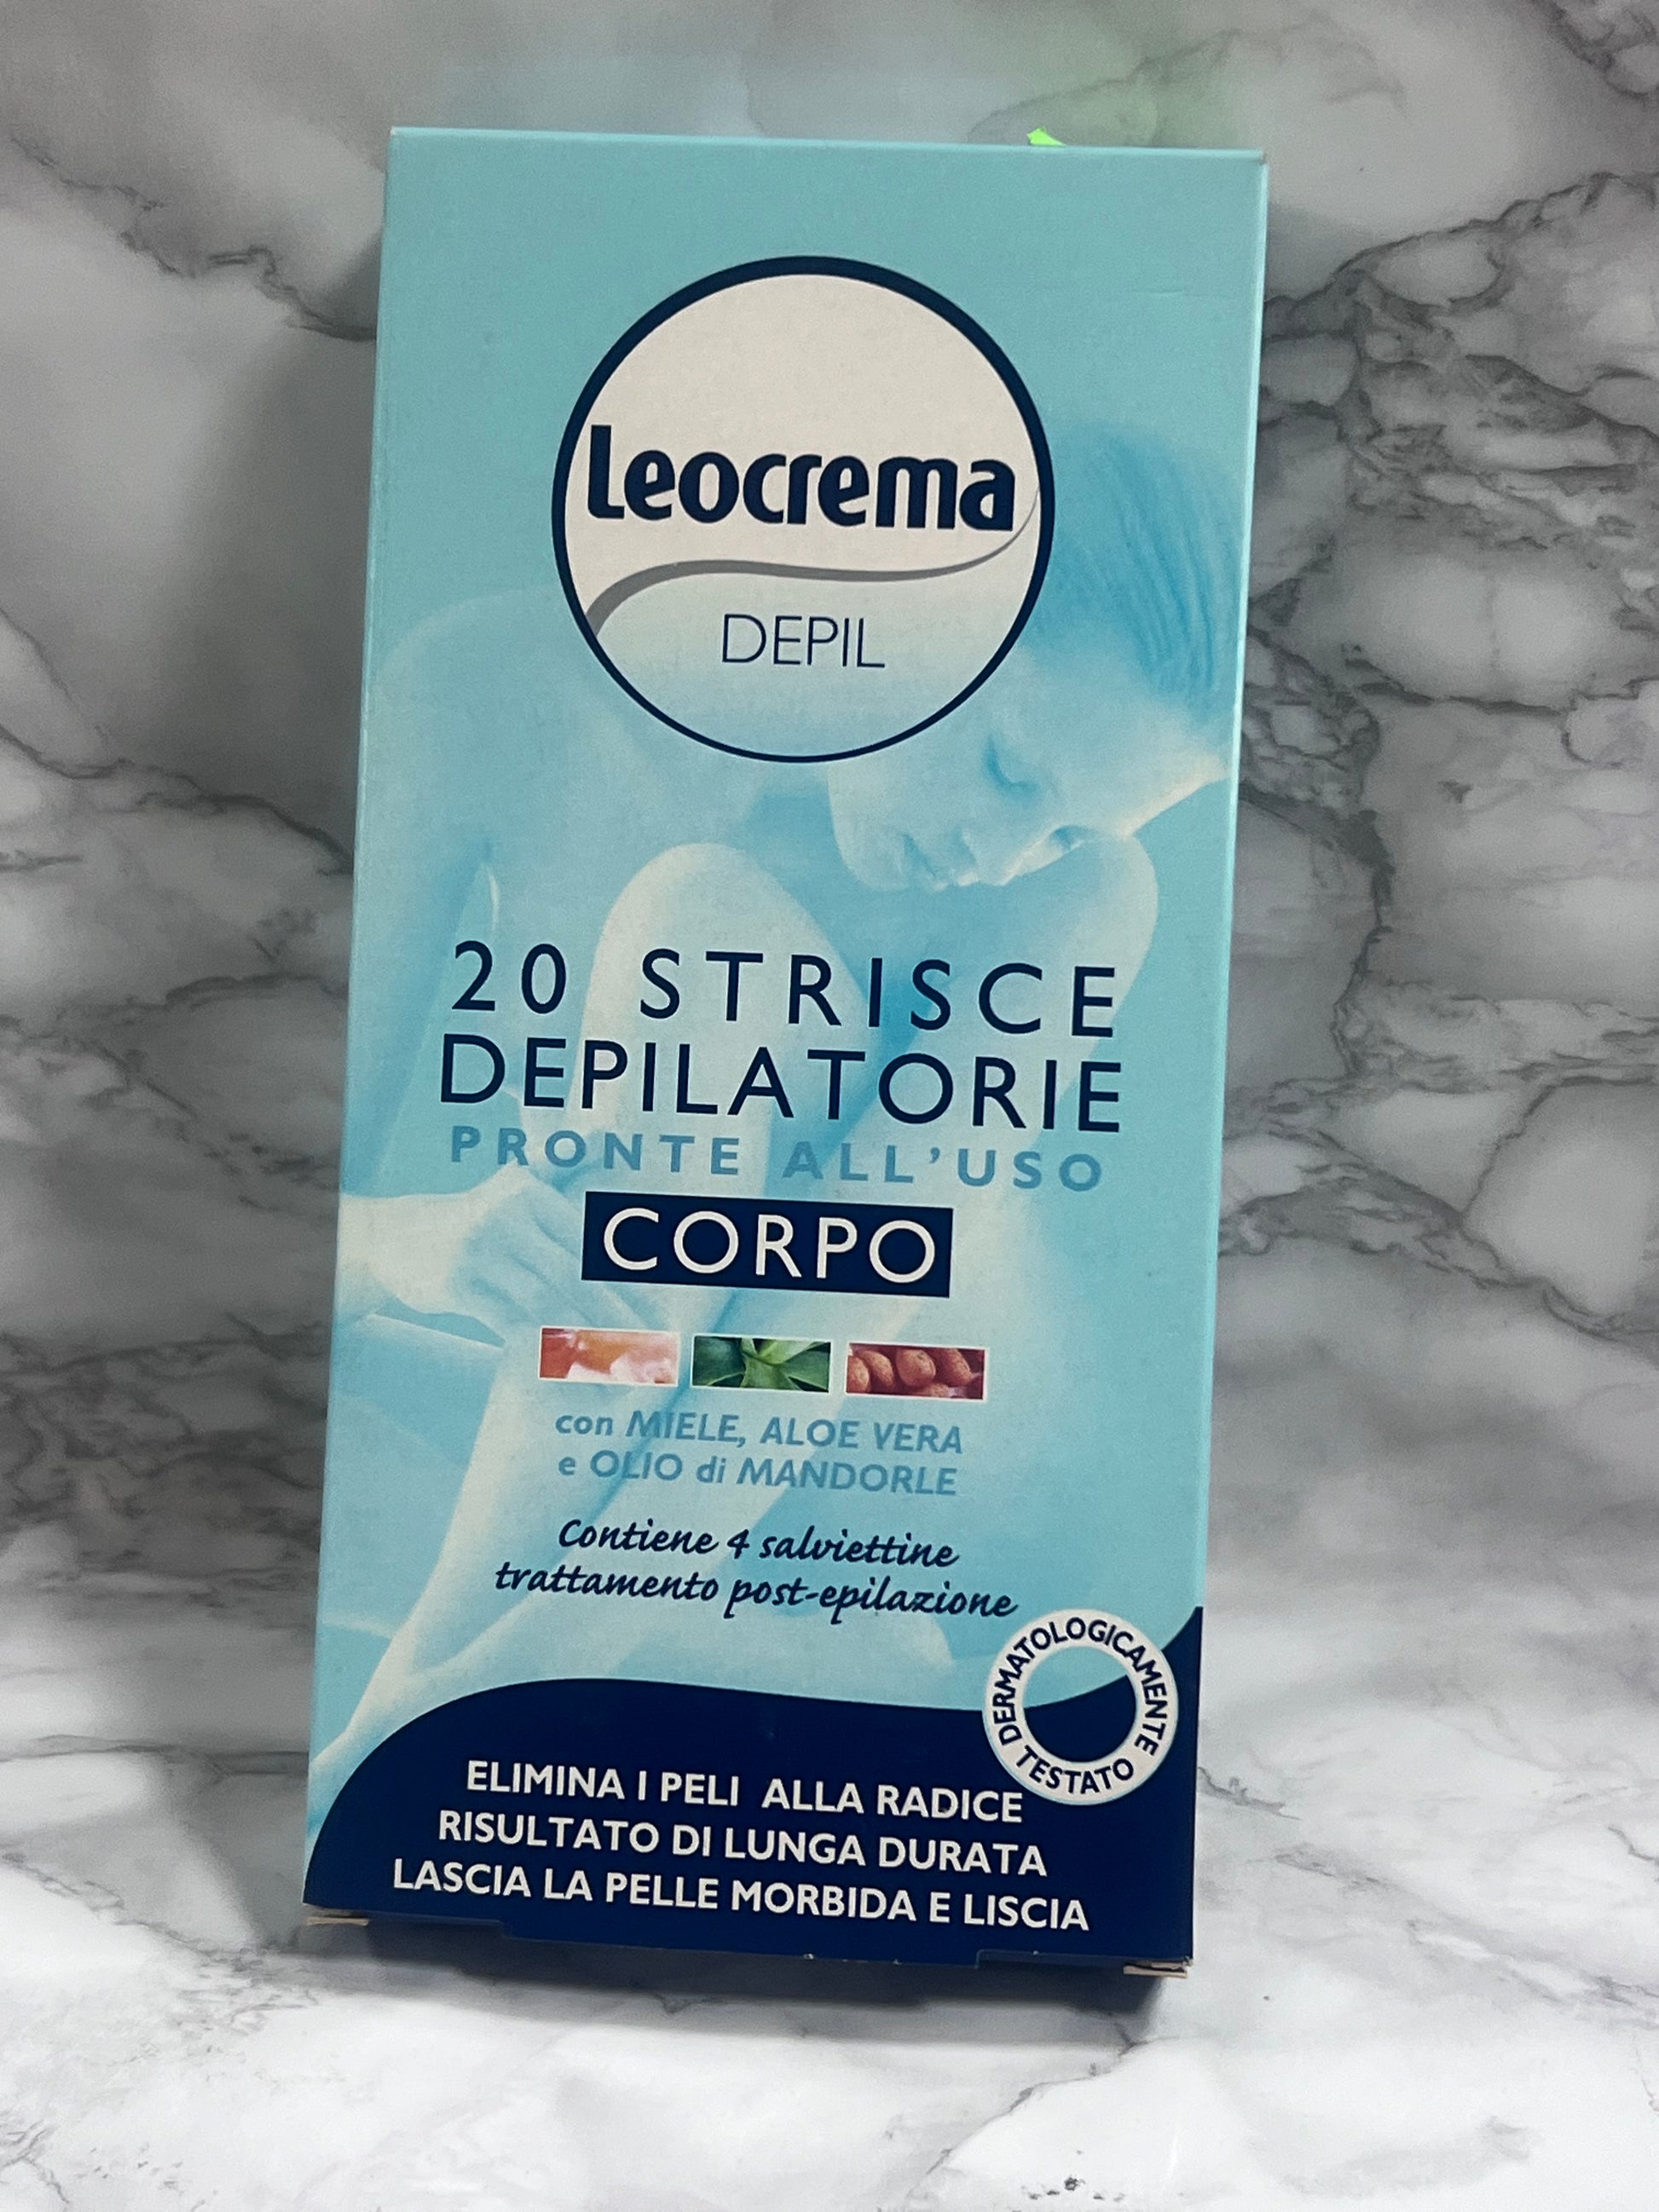 Leocrema
DEPIL
20 STRISCE
DEPILATORIE
PRONTE ALL'USO
CORPO
con MIELE, ALOE VERA
e OLIO di MANDORLE
Contiene 4 salviettine
trattamento post-epilazione
DERMATOLOGICAMENTE TESTATO
ELIMINA I PELI ALLA RADICE
RISULTATO DI LUNGA DURATA
LASCIA LA PELLE MORBIDA E LISCIA